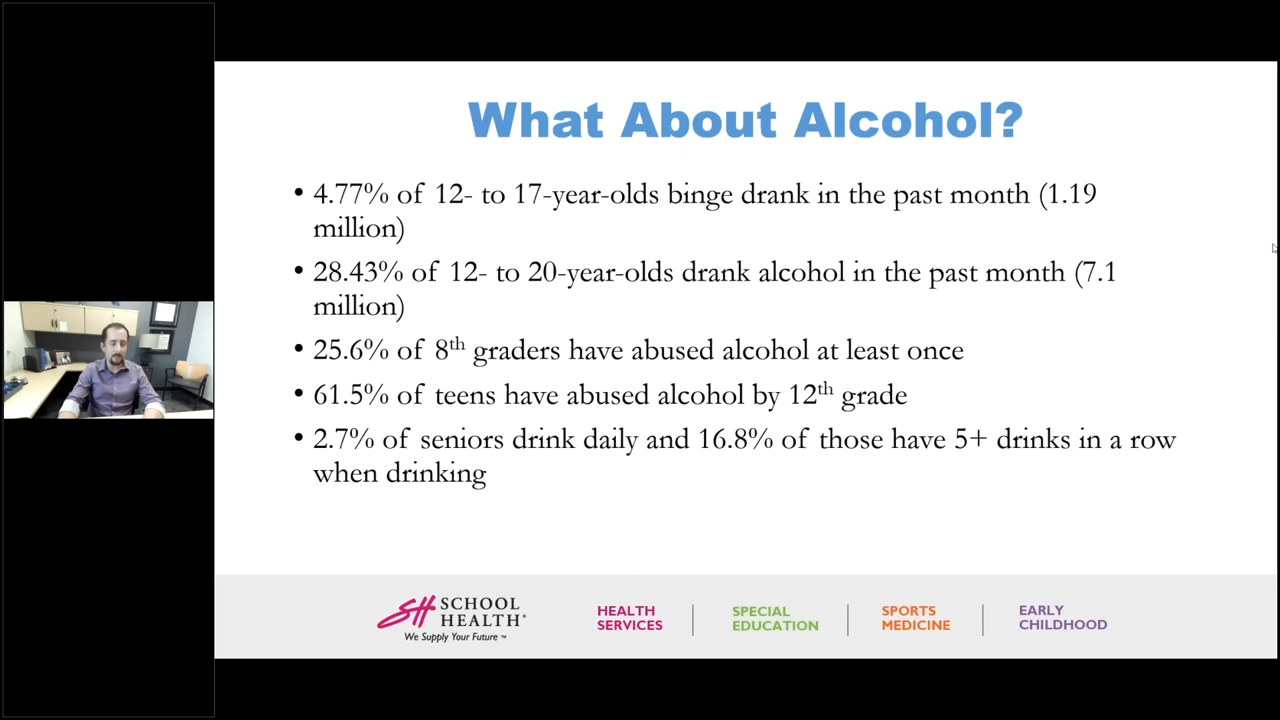 What About Alcohol?
• 4.77% of 12- to 17-year-olds binge drank in the past month (1.19
million)
• 28.43% of 12- to 20-year-olds drank alcohol in the past month (7.1
million)
• 25.6% of 8th graders have abused alcohol at least once
• 61.5% of teens have abused alcohol by 12th grade
• 2.7% of seniors drink daily and 16.8% of those have 5+ drinks in a row
when drinking
SH SCHOOL
HEALTH®
We Supply Your Future ™
HEALTH
SERVICES
SPECIAL
EDUCATION
SPORTS
MEDICINE
EARLY
CHILDHOOD